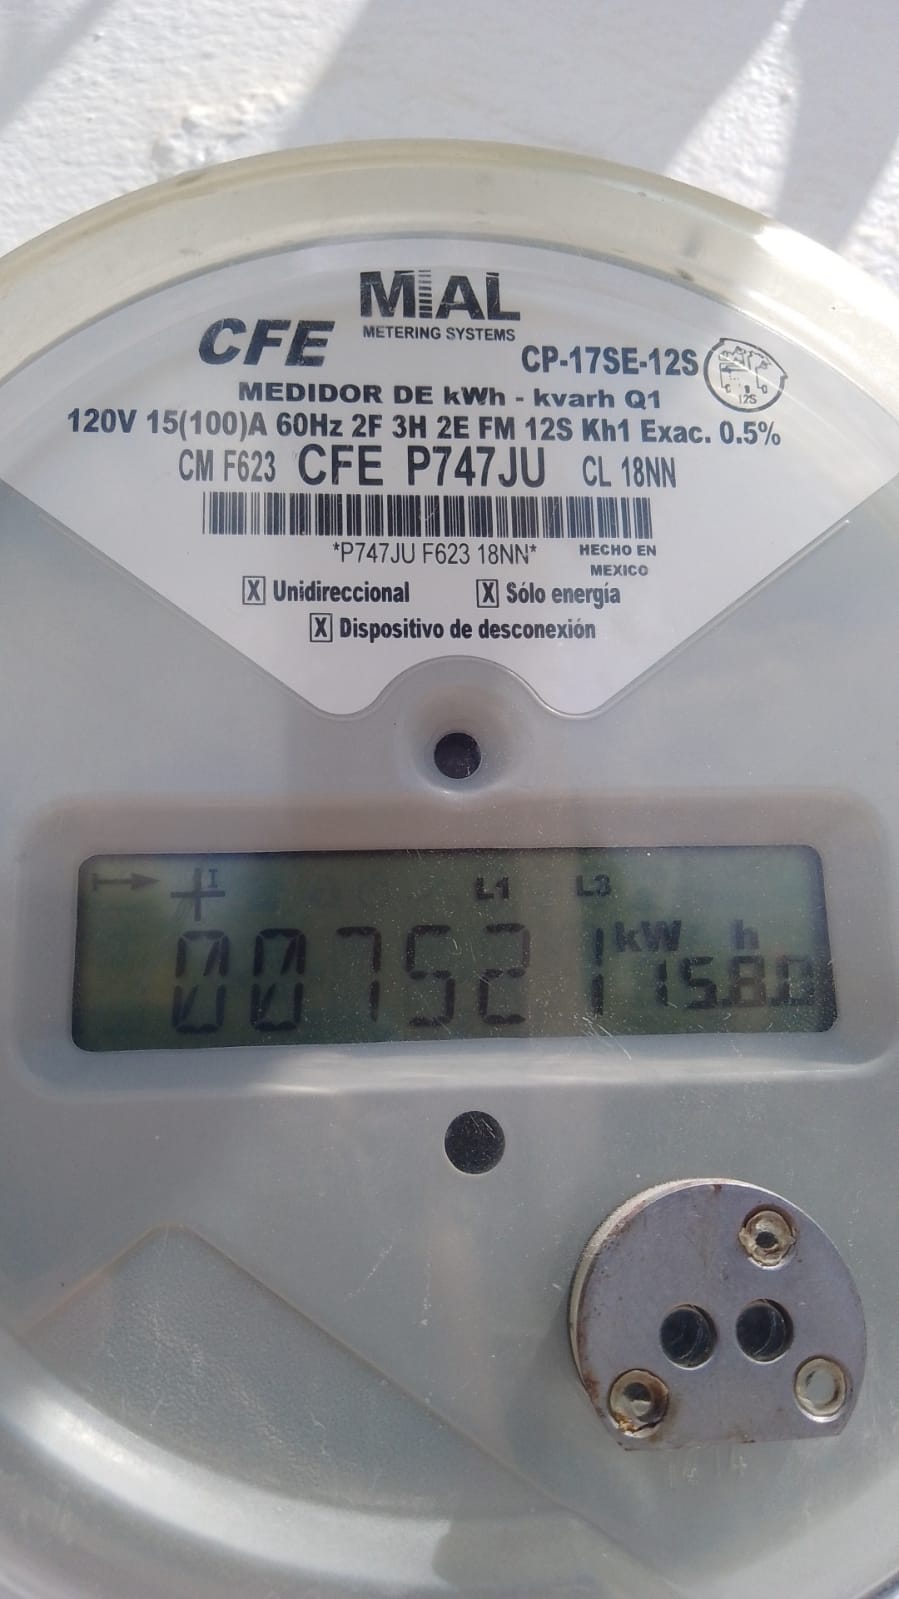 MIAL
METERING SYSTEMS
CFE
CP-17SE-12S
12S
MEDIDOR DE kWh - kvarh Q1
120V 15(100)A 60Hz 2F 3H 2E FM 12S Kh1 Exac. 0.5%
CM F623 CFE P747JU CL 18NN
*P747JU F623 18NN*
HECHO EN
MEXICO
X Unidireccional X Sólo energía
X Dispositivo de desconexión
I L1 L3
007521 kW h 15.8.0